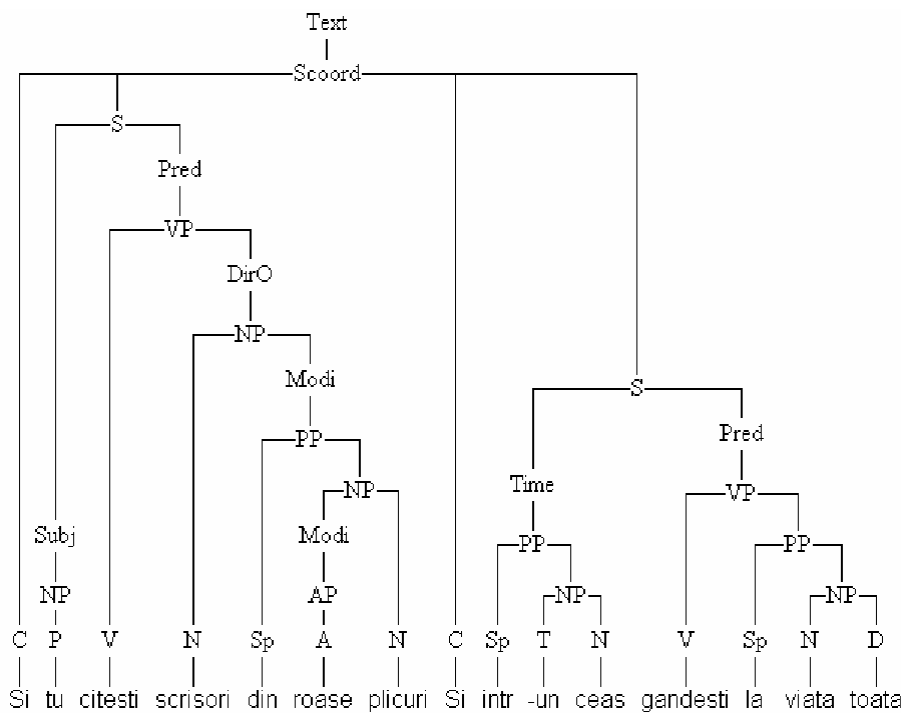 Text
Scoord
S
Pred
VP
DirO
NP
Modi
S
PP
Pred
Time
NP
VP
Subj
Modi
PP
PP
NP
AP
NP
NP
C P V N Sp A N C Sp T N V Sp N D
Si tu citesti scrisori din roase plicuri Si intr -un ceas gandesti la viata toata